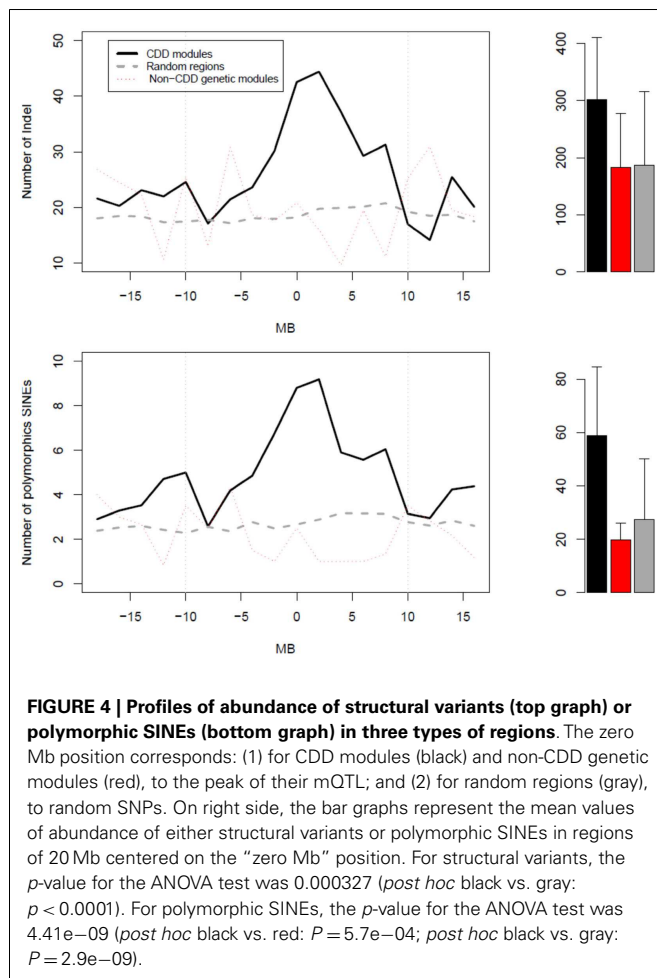 50
40
30
20
10
Number of Indel
CDD modules
Random regions
Non-CDD genetic modules
−15 −10 −5 0 5 10 15
MB
400
300
200
100
0
10
8
6
4
2
0
Number of polymorphics SINEs
−15 −10 −5 0 5 10 15
MB
80
60
40
20
0
FIGURE 4 | Profiles of abundance of structural variants (top graph) or
polymorphic SINEs (bottom graph) in three types of regions. The zero
Mb position corresponds: (1) for CDD modules (black) and non-CDD genetic
modules (red), to the peak of their mQTL; and (2) for random regions (gray),
to random SNPs. On right side, the bar graphs represent the mean values
of abundance of either structural variants or polymorphic SINEs in regions
of 20 Mb centered on the “zero Mb” position. For structural variants, the
p-value for the ANOVA test was 0.000327 (post hoc black vs. gray:
p < 0.0001). For polymorphic SINEs, the p-value for the ANOVA test was
4.41e−09 (post hoc black vs. red: P = 5.7e−04; post hoc black vs. gray:
P = 2.9e−09).